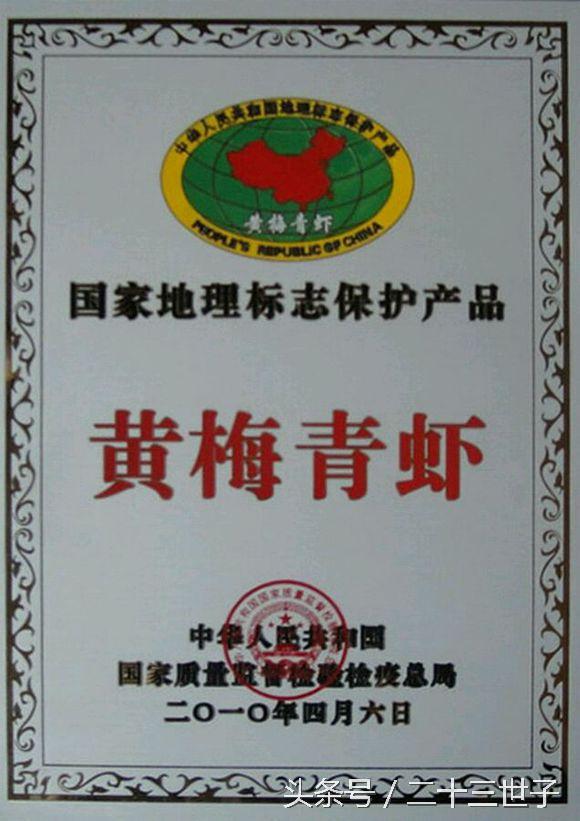 中华人民共和国地理标志保护产品
黄梅青虾
PEOPLE'S REPUBLIC OF CHINA
国家地理标志保护产品
黄梅青虾
中华人民共和国
国家质量监督检验检疫总局
二〇一〇年四月六日
头条号/二十三世子